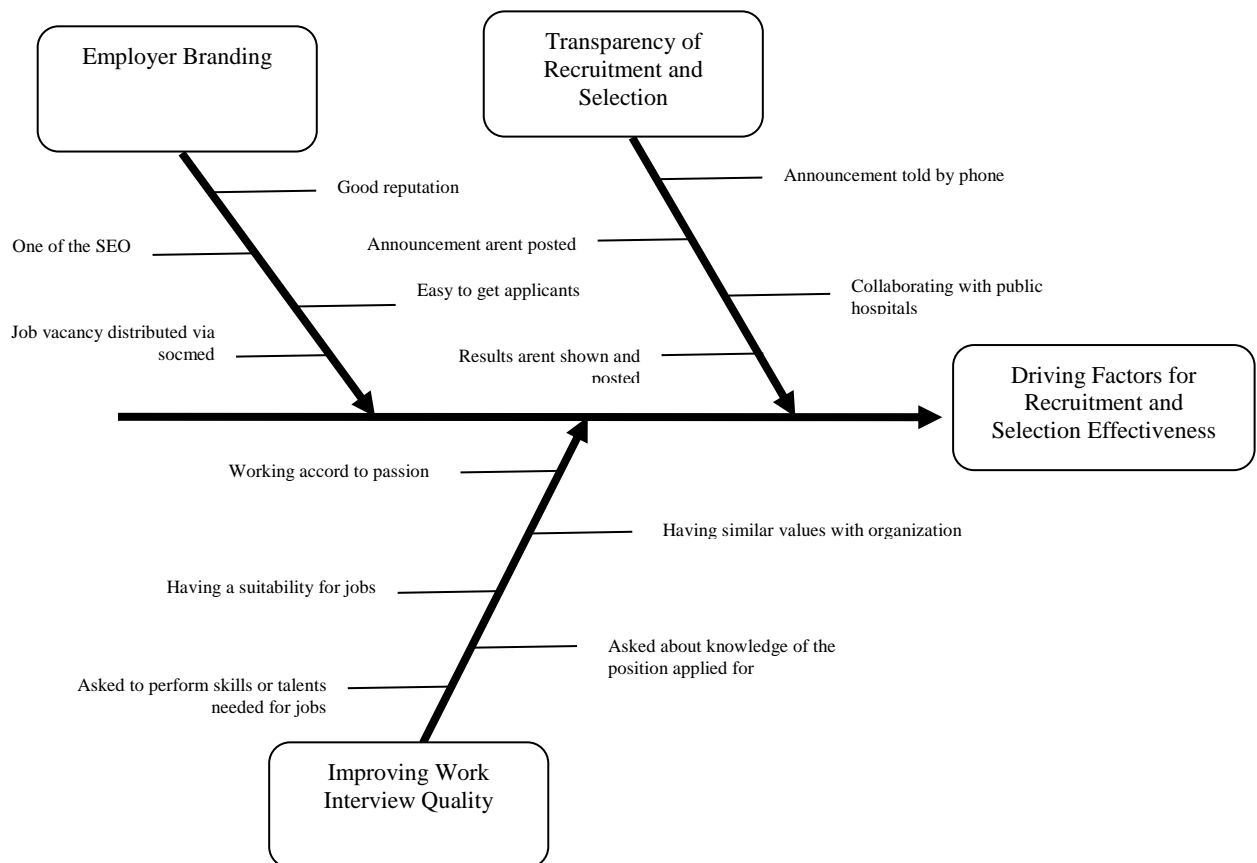 Employer Branding
Transparency of
Recruitment and
Selection
Good reputation
One of the SEO
Easy to get applicants
Job vacancy distributed via
socmed
Announcement told by phone
Announcement arent posted
Collaborating with public
hospitals
Results arent shown and
posted
Driving Factors for
Recruitment and
Selection Effectiveness
Working accord to passion
Having similar values with organization
Having a suitability for jobs
Asked about knowledge of the
position applied for
Asked to perform skills or talents
needed for jobs
Improving Work
Interview Quality